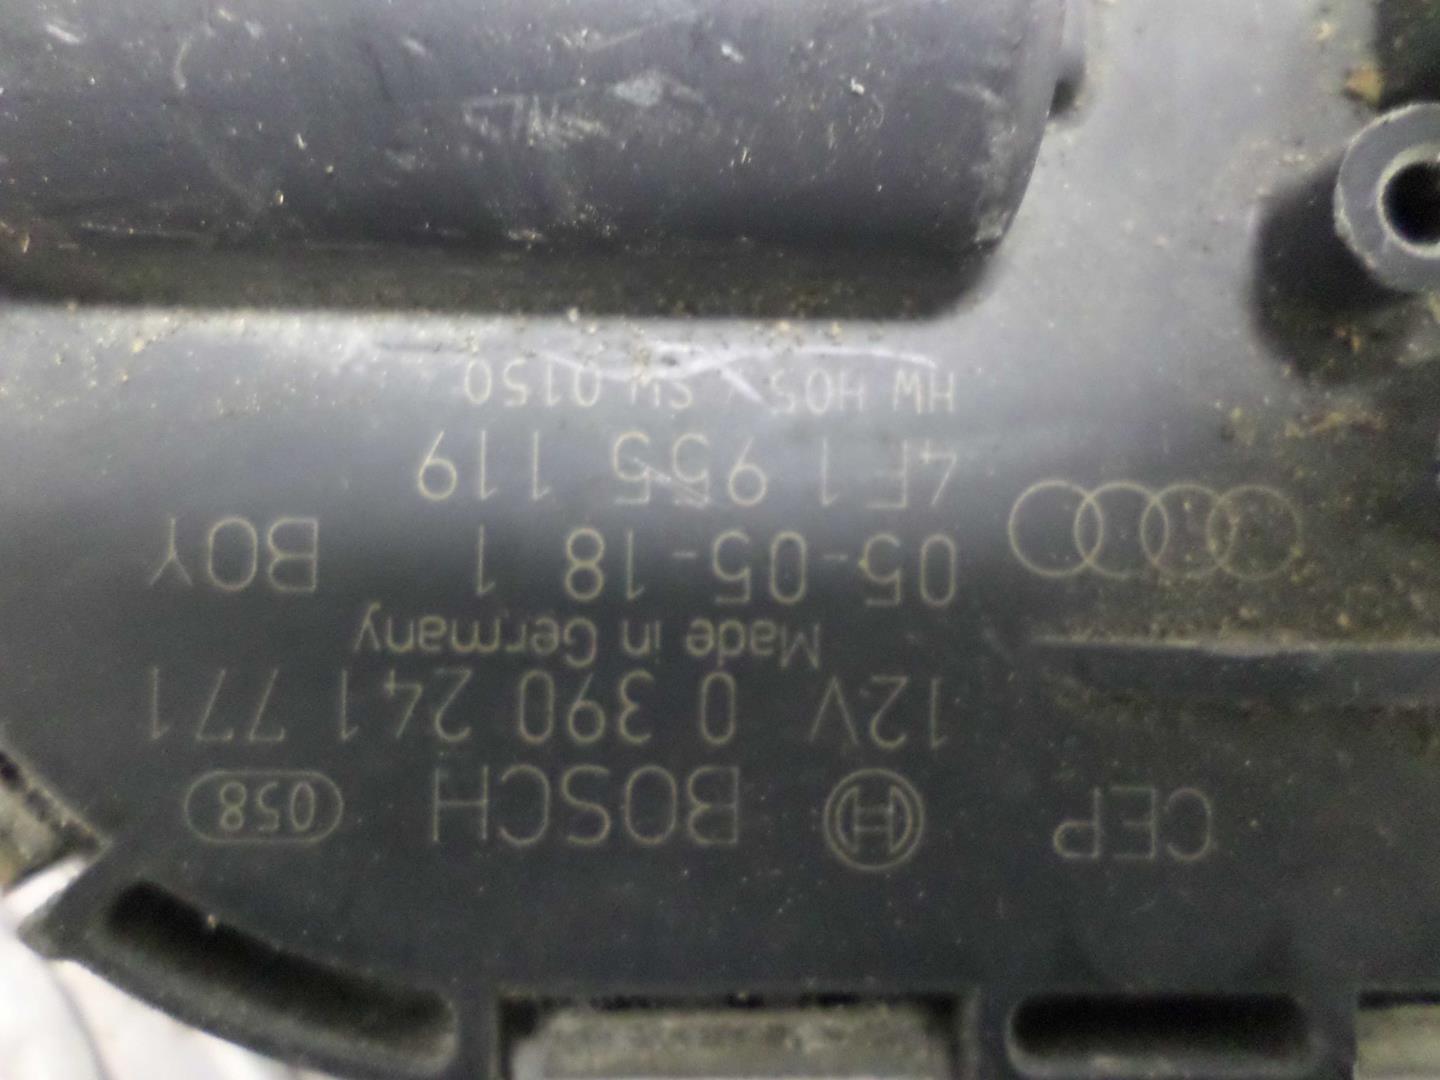 CEP BOSCH 058
12V 0 390 241 771
Made in Germany
05-05-18 1 BOY
4F1 955 119
HW H05 / SW 0150